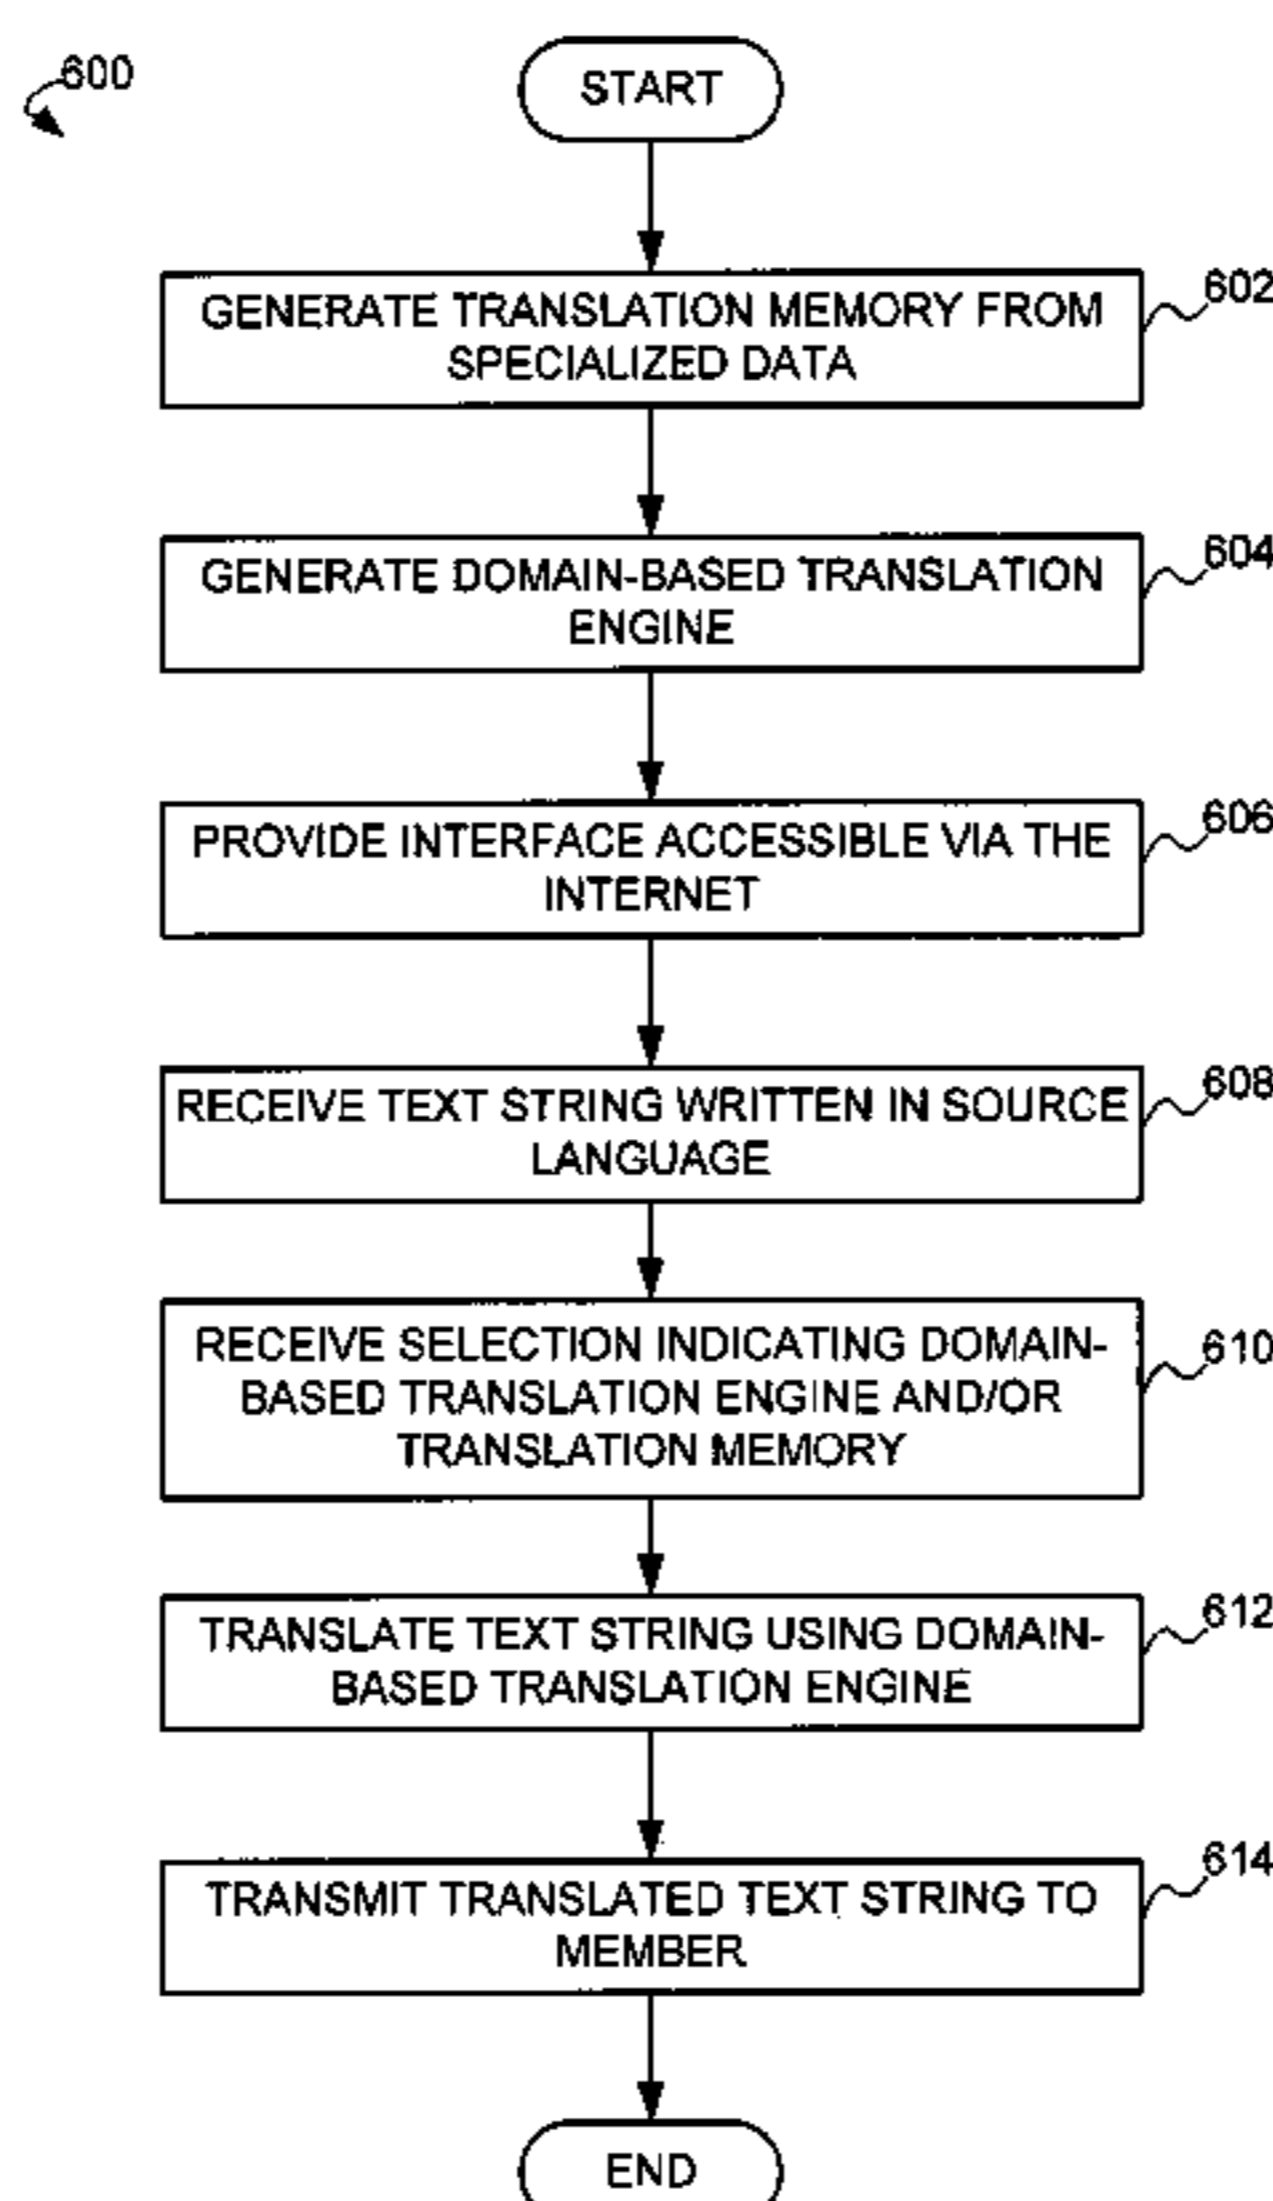 600
START
602
GENERATE TRANSLATION MEMORY FROM
SPECIALIZED DATA
604
GENERATE DOMAIN-BASED TRANSLATION
ENGINE
606
PROVIDE INTERFACE ACCESSIBLE VIA THE
INTERNET
608
RECEIVE TEXT STRING WRITTEN IN SOURCE
LANGUAGE
610
RECEIVE SELECTION INDICATING DOMAIN-
BASED TRANSLATION ENGINE AND/OR
TRANSLATION MEMORY
612
TRANSLATE TEXT STRING USING DOMAIN-
BASED TRANSLATION ENGINE
614
TRANSMIT TRANSLATED TEXT STRING TO
MEMBER
END